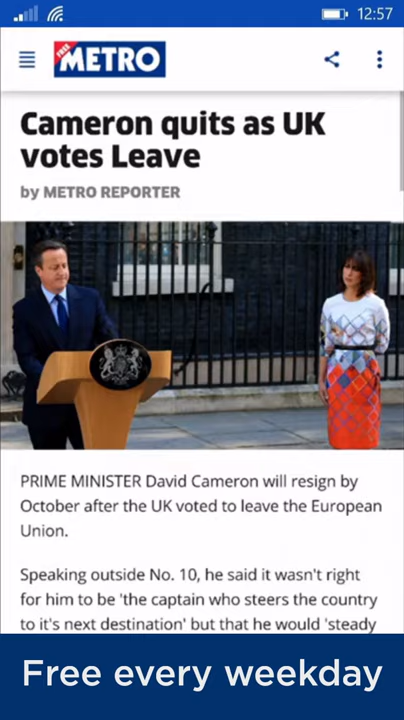 12:57
FREE
METRO
Cameron quits as UK
votes Leave
by METRO REPORTER
PRIME MINISTER David Cameron will resign by
October after the UK voted to leave the European
Union.
Speaking outside No. 10, he said it wasn't right
for him to be 'the captain who steers the country
to it's next destination' but that he would 'steady
Free every weekday